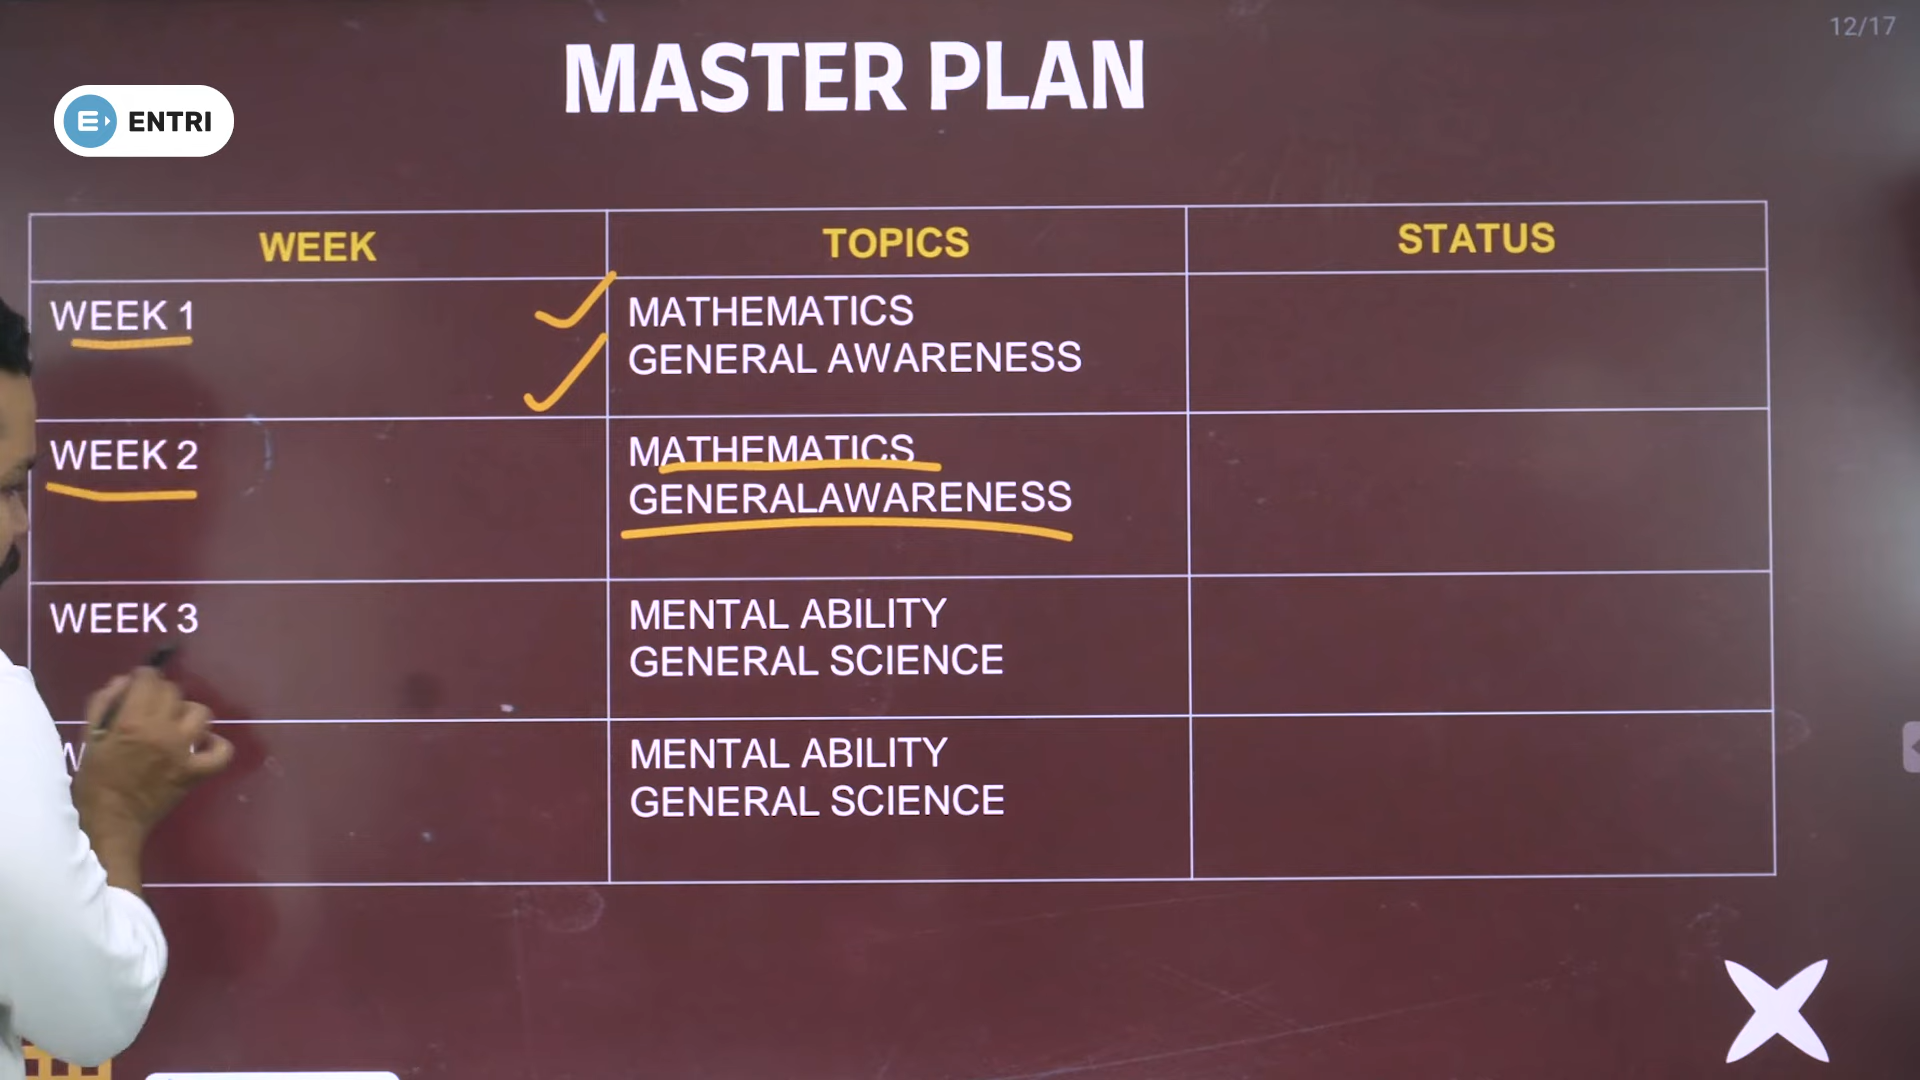 12/17
MASTER PLAN
ENTRI
WEEK TOPICS STATUS
WEEK 1
MATHEMATICS
GENERAL AWARENESS
WEEK 2
MATHEMATICS
GENERALAWARENESS
WEEK 3
MENTAL ABILITY
GENERAL SCIENCE
MENTAL ABILITY
GENERAL SCIENCE